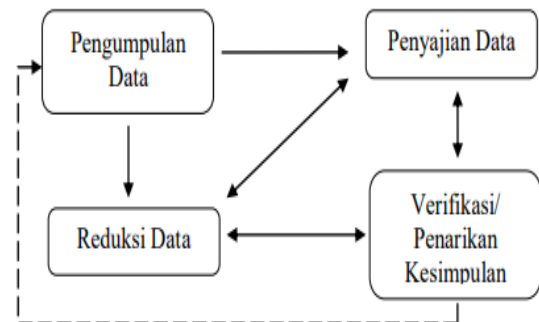 Pengumpulan
Data
Penyajian Data
Reduksi Data
Verifikasi/
Penarikan
Kesimpulan